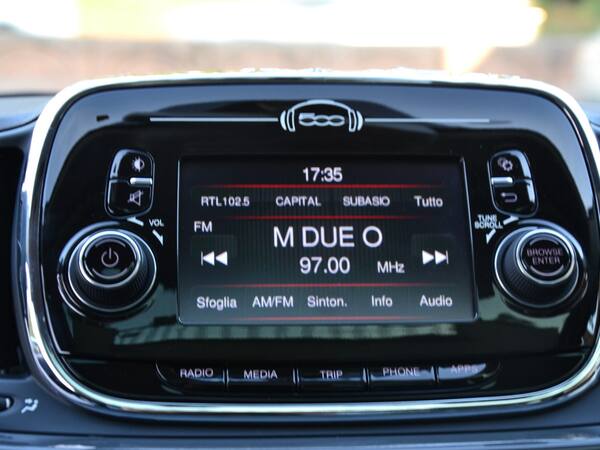 500
17:35
RTL102.5 CAPITAL SUBASIO Tutto
FM
M DUE O
97.00 MHz
Sfoglia AM/FM Sinton. Info Audio
VOL
TUNE
SCROLL
BROWSE
ENTER
RADIO MEDIA TRIP PHONE APPS